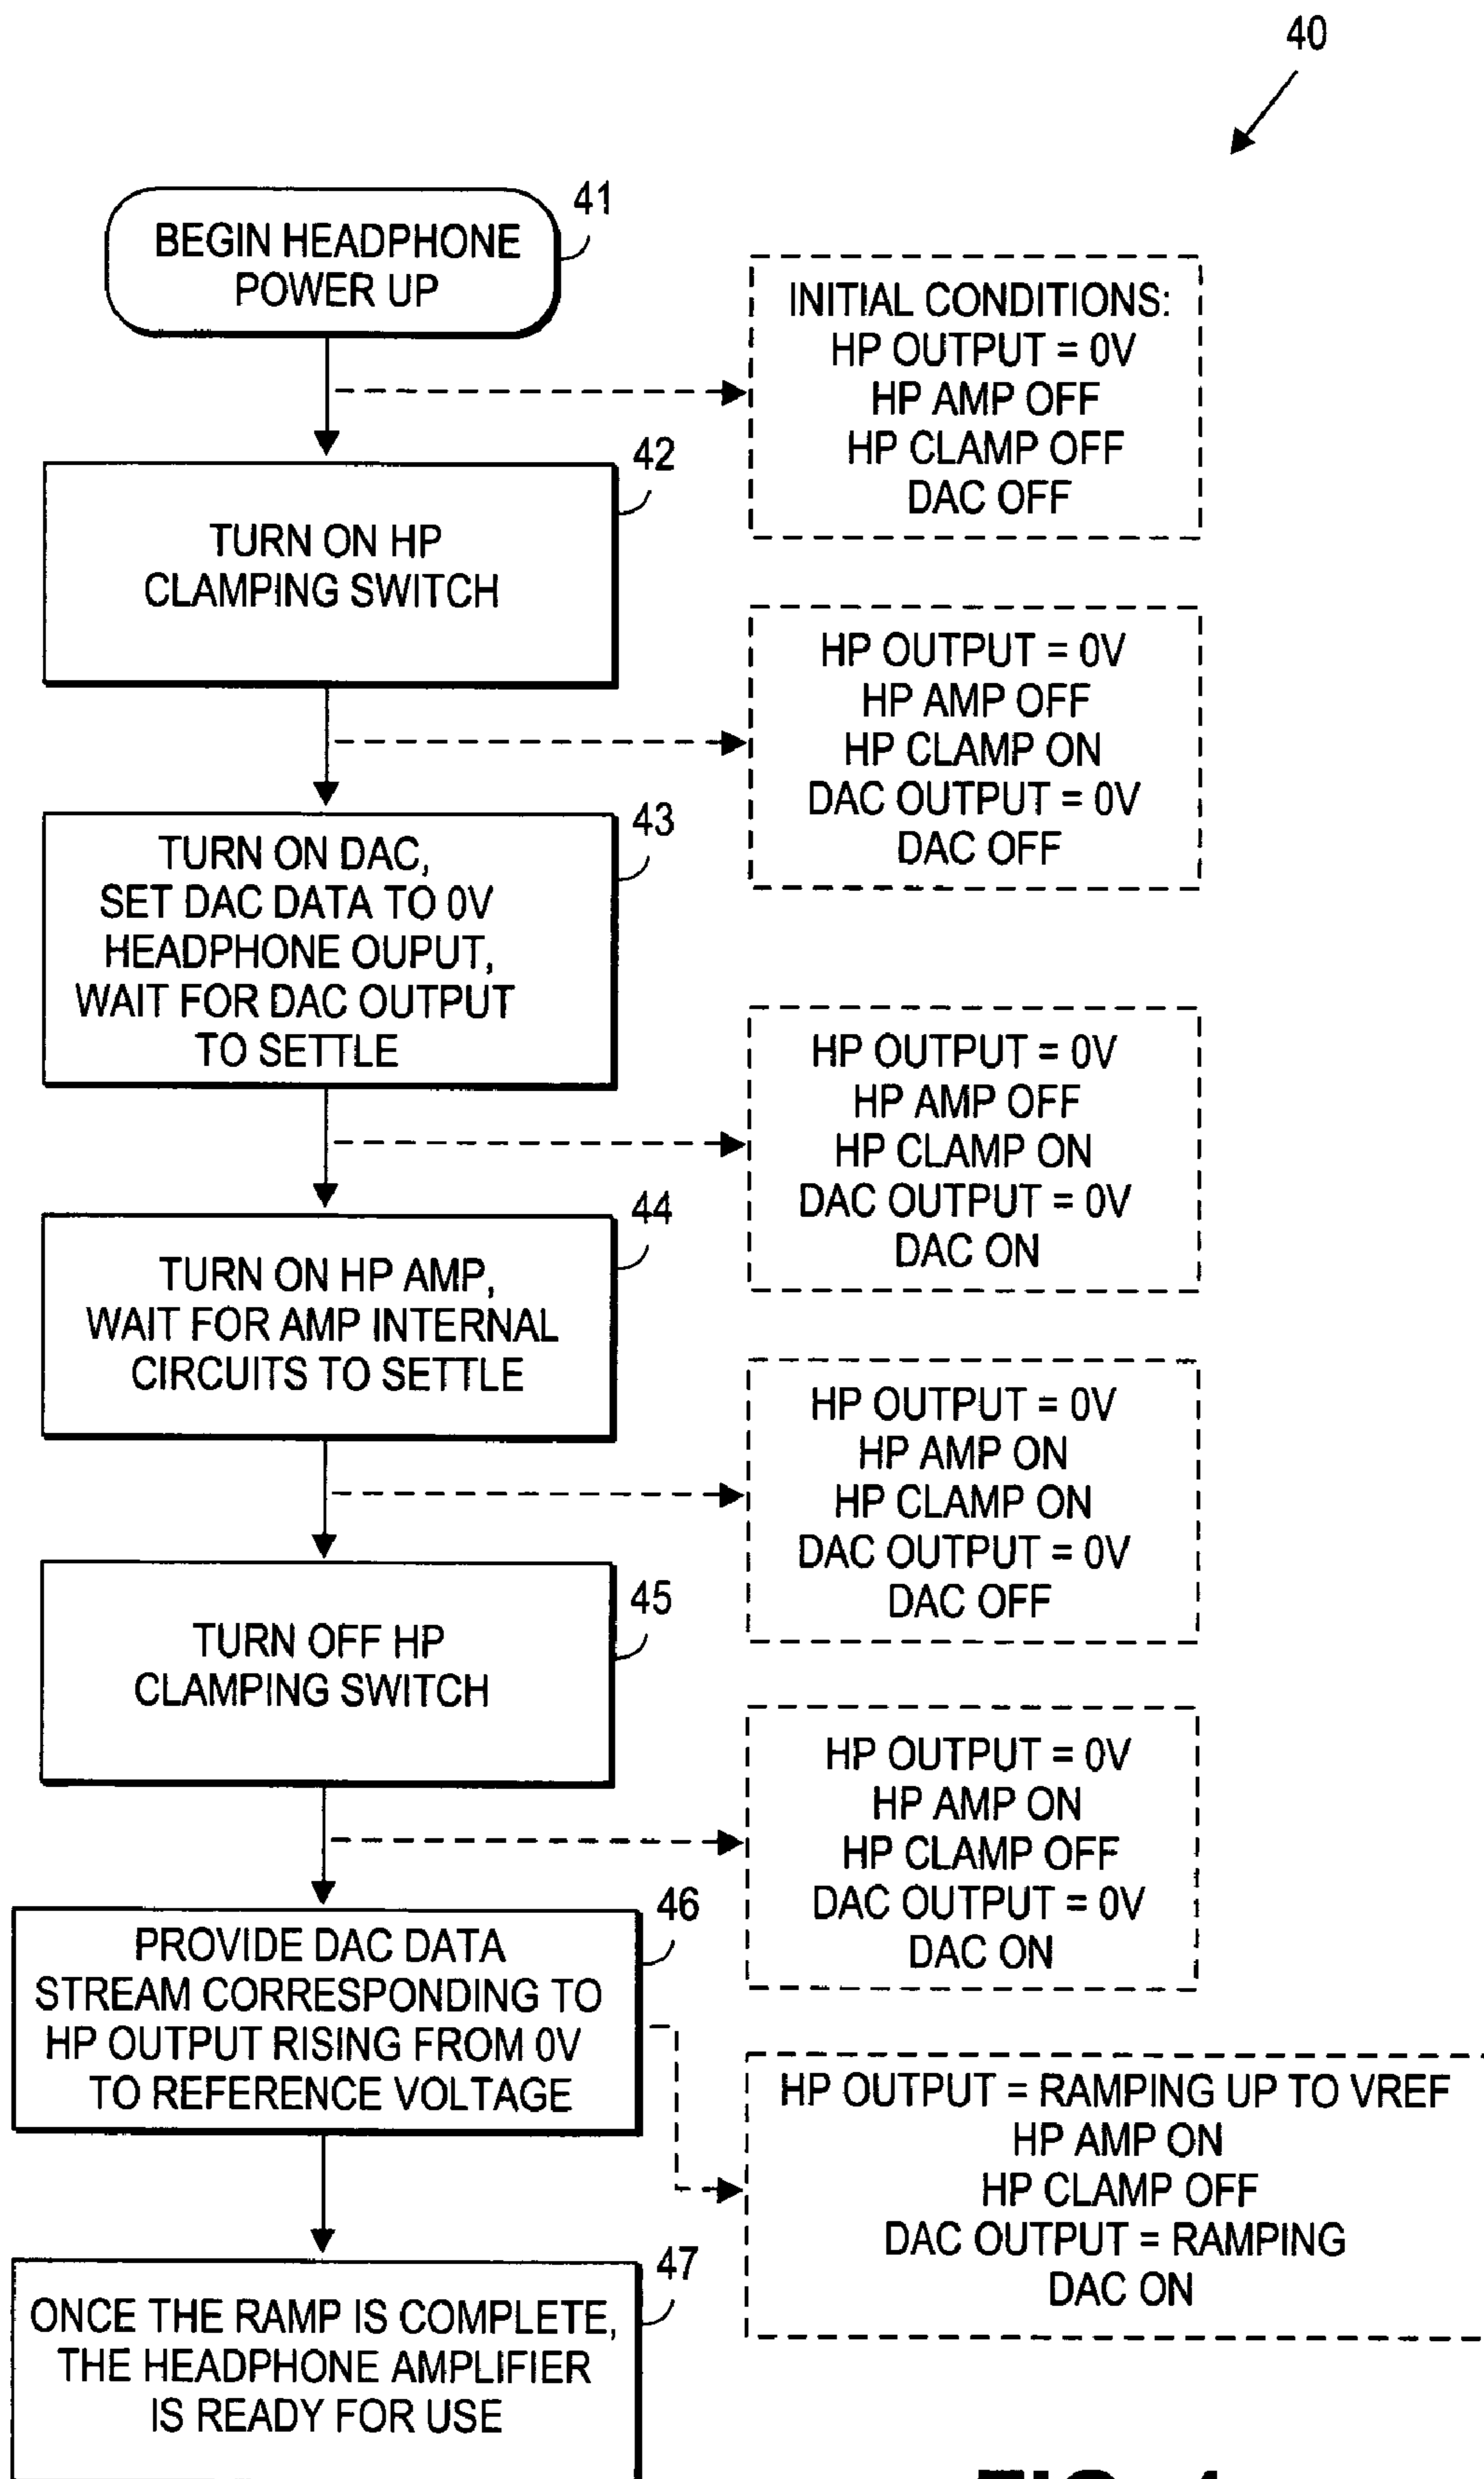 40
BEGIN HEADPHONE
POWER UP
41
INITIAL CONDITIONS:
HP OUTPUT = 0V
HP AMP OFF
HP CLAMP OFF
DAC OFF
TURN ON HP
CLAMPING SWITCH
42
HP OUTPUT = 0V
HP AMP OFF
HP CLAMP ON
DAC OUTPUT = 0V
DAC OFF
TURN ON DAC,
SET DAC DATA TO 0V
HEADPHONE OUPUT,
WAIT FOR DAC OUTPUT
TO SETTLE
43
HP OUTPUT = 0V
HP AMP OFF
HP CLAMP ON
DAC OUTPUT = 0V
DAC ON
TURN ON HP AMP,
WAIT FOR AMP INTERNAL
CIRCUITS TO SETTLE
44
HP OUTPUT = 0V
HP AMP ON
HP CLAMP ON
DAC OUTPUT = 0V
DAC OFF
TURN OFF HP
CLAMPING SWITCH
45
HP OUTPUT = 0V
HP AMP ON
HP CLAMP OFF
DAC OUTPUT = 0V
DAC ON
PROVIDE DAC DATA
STREAM CORRESPONDING TO
HP OUTPUT RISING FROM 0V
TO REFERENCE VOLTAGE
46
HP OUTPUT = RAMPING UP TO VREF
HP AMP ON
HP CLAMP OFF
DAC OUTPUT = RAMPING
DAC ON
ONCE THE RAMP IS COMPLETE,
THE HEADPHONE AMPLIFIER
IS READY FOR USE
47